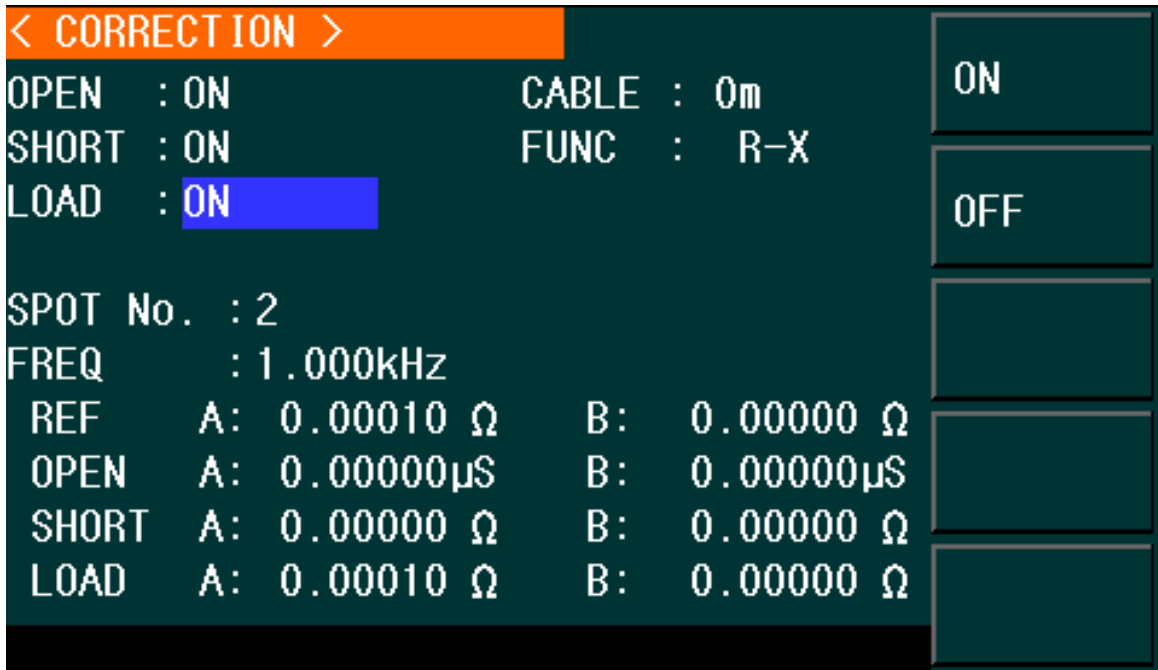 < CORRECTION >
OPEN : ON CABLE : 0m
SHORT : ON FUNC : R-X
LOAD : ON
SPOT No. : 2
FREQ : 1.000kHz
REF A: 0.00010 Ω B: 0.00000 Ω
OPEN A: 0.00000µS B: 0.00000µS
SHORT A: 0.00000 Ω B: 0.00000 Ω
LOAD A: 0.00010 Ω B: 0.00000 Ω
ON
OFF